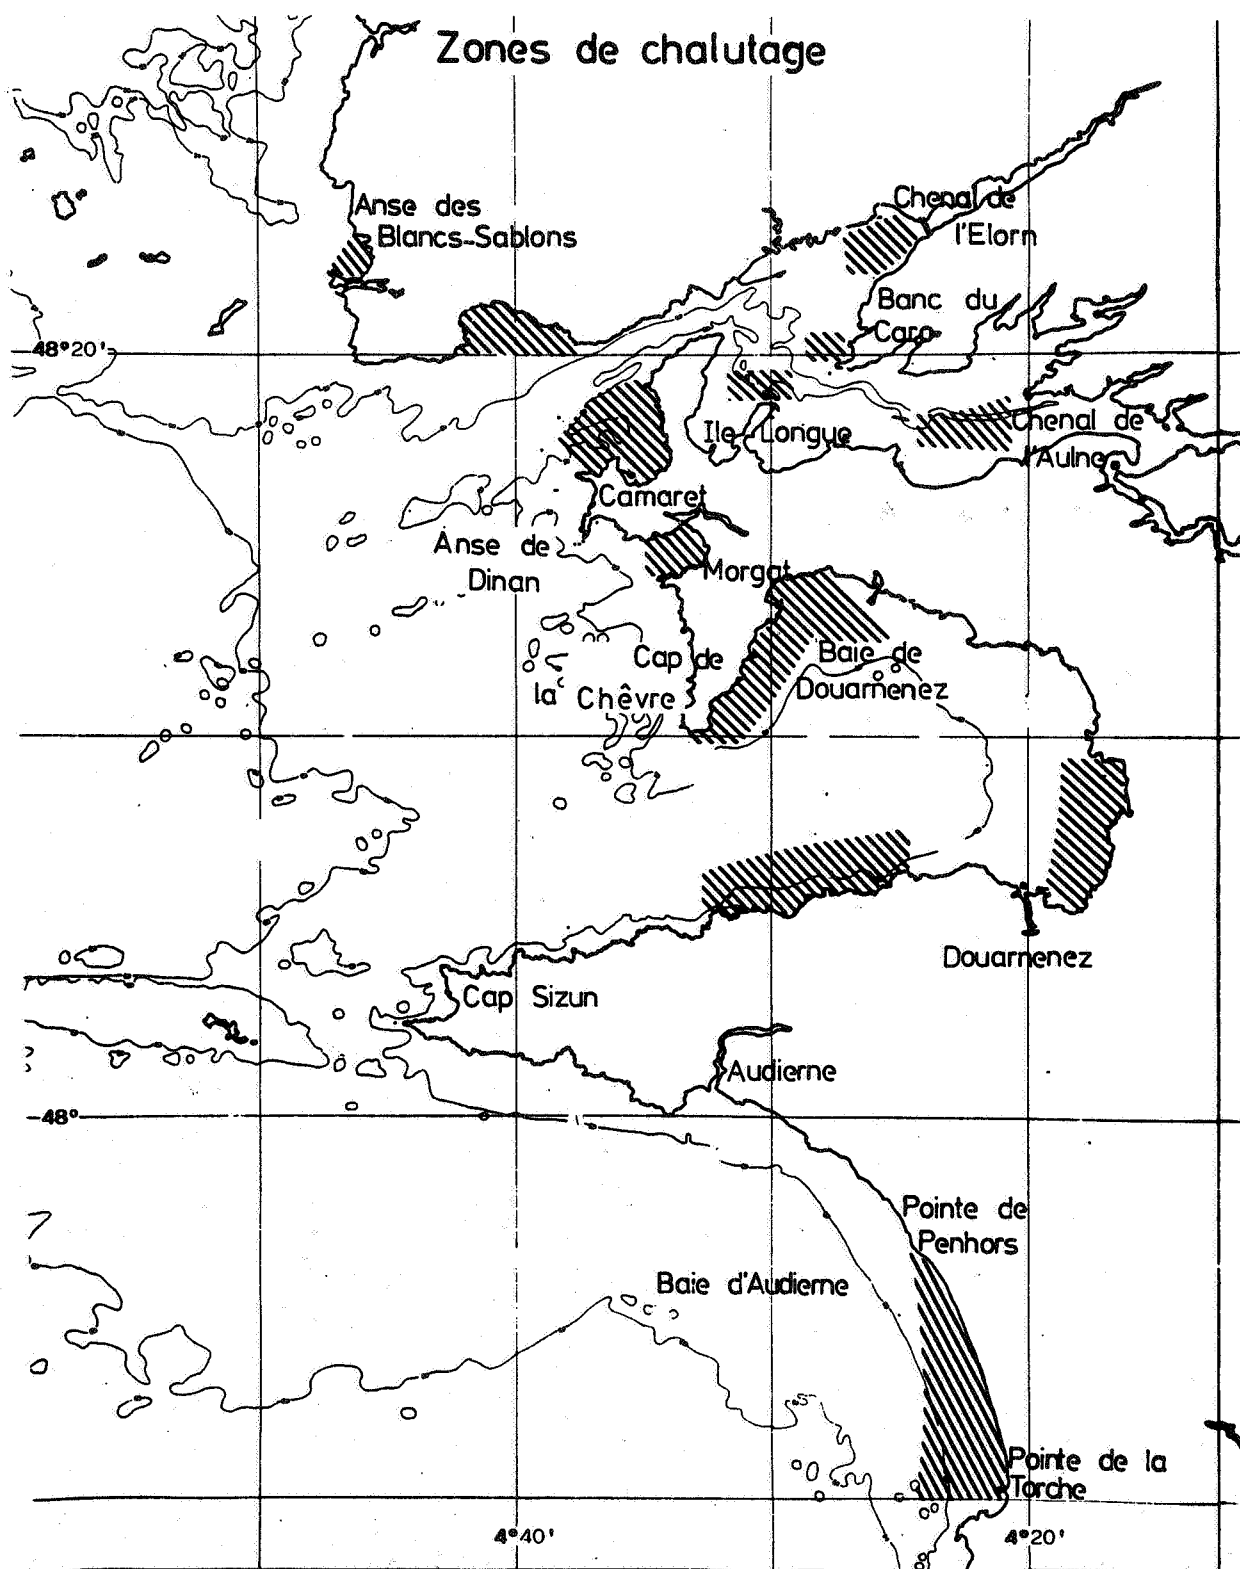 Zones de chalutage
Anse des
Blancs-Sablons
Chenal de
l'Elorn
Banc du
Caro
48°20'
Ile Longue
Chenal de
l'Aulne
Camaret
Anse de
Dinan
Morgat
Cap de
la Chêvre
Baie de
Douarnenez
Douarnenez
Cap Sizun
Audierne
48°
Pointe de
Penhors
Baie d'Audierne
Pointe de la
Torche
4°40'
4°20'